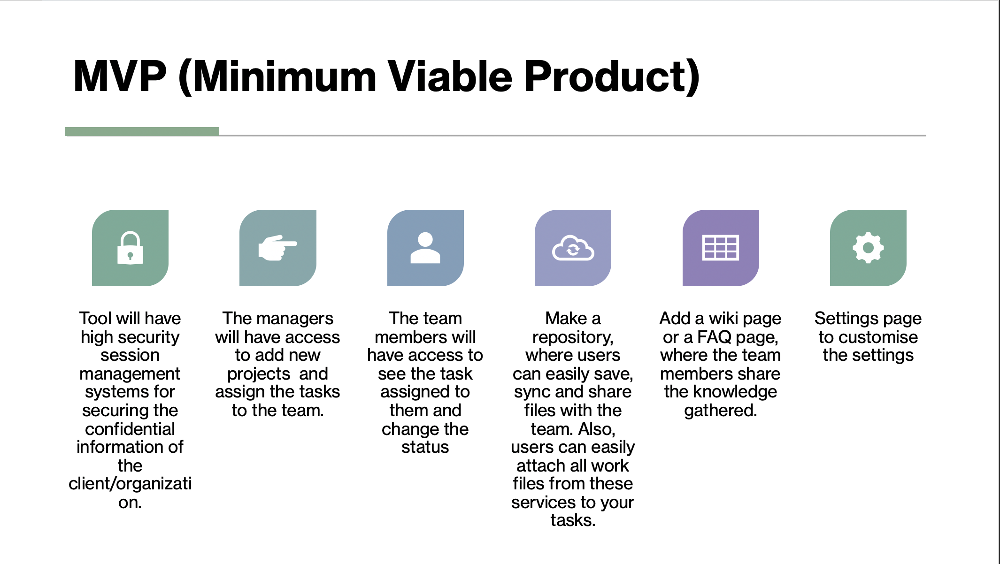 MVP (Minimum Viable Product)
Tool will have
high security
session
management
systems for
securing the
confidential
information of
the
client/organizati
on.
The managers
will have access
to add new
projects  and
assign the tasks
to the team.
The team
members will
have access to
see the task
assigned to
them and
change the
status
Make a
repository,
where users
can easily save,
sync and share
files with the
team. Also,
users can easily
attach all work
files from these
services to your
tasks.
Add a wiki page
or a FAQ page,
where the team
members share
the knowledge
gathered.
Settings page
to customise
the settings